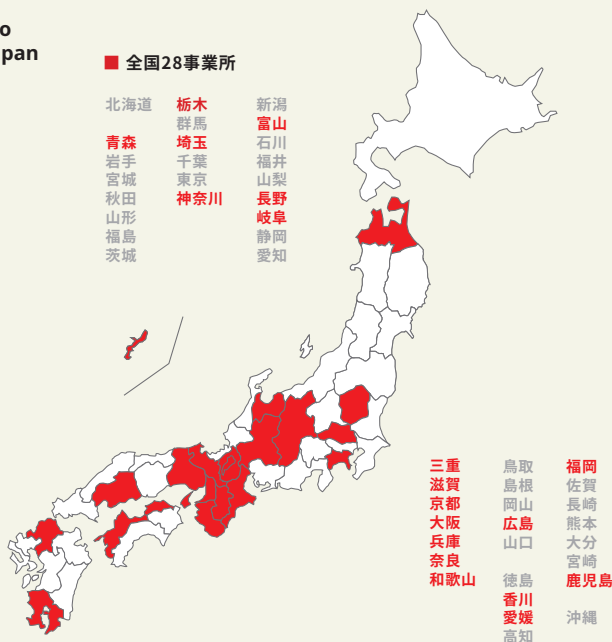 o
pan
全国28事業所
北海道
青森
岩手
宮城
秋田
山形
福島
茨城
栃木
群馬
埼玉
千葉
東京
神奈川
新潟
富山
石川
福井
山梨
長野
岐阜
静岡
愛知
三重
滋賀
京都
大阪
兵庫
奈良
和歌山
鳥取
島根
岡山
広島
山口
徳島
香川
愛媛
高知
福岡
佐賀
長崎
熊本
大分
宮崎
鹿児島
沖縄